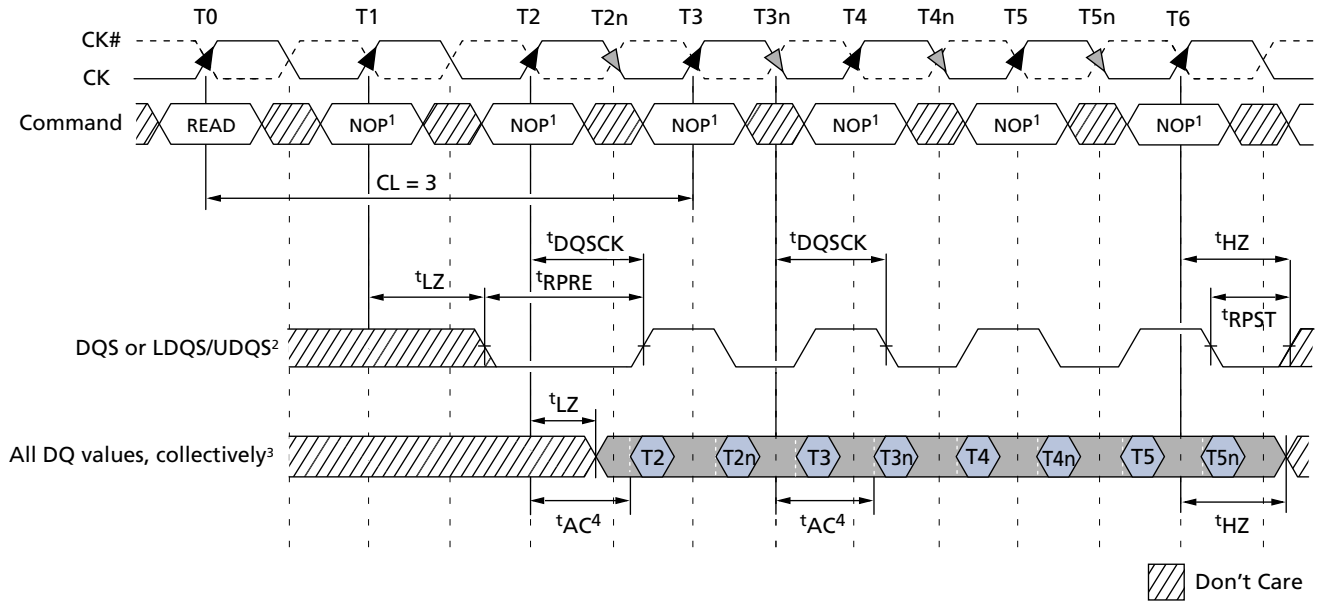 T0 T1 T2 T2n T3 T3n T4 T4n T5 T5n T6
CK#
CK
Command READ NOP¹ NOP¹ NOP¹ NOP¹ NOP¹ NOP¹
CL = 3
ᵗDQSCK ᵗDQSCK ᵗHZ
ᵗLZ ᵗRPRE
ᵗRPST
DQS or LDQS/UDQS²
ᵗLZ
All DQ values, collectively³ T2 T2n T3 T3n T4 T4n T5 T5n
ᵗAC⁴ ᵗAC⁴ ᵗHZ
Don't Care